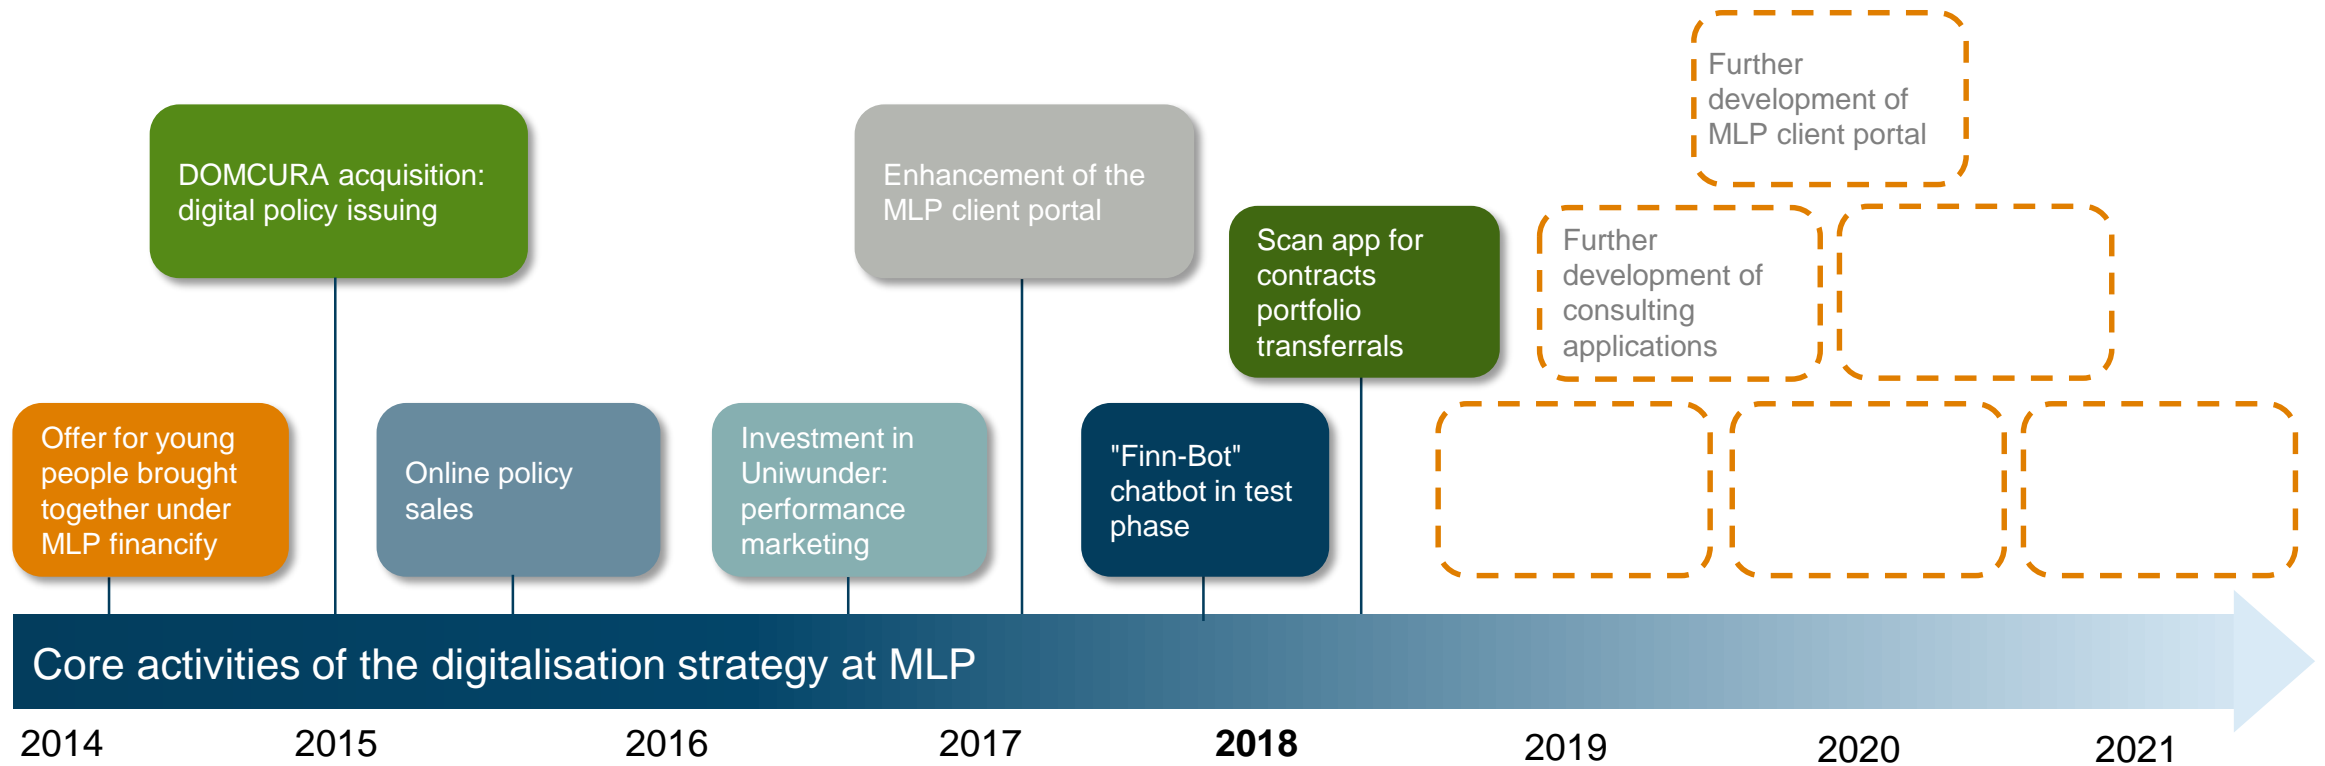 Further
development of
MLP client portal
DOMCURA acquisition:
digital policy issuing
Enhancement of the
MLP client portal
Scan app for
contracts
portfolio
transferrals
Further
development of
consulting
applications
Offer for young
people brought
together under
MLP financify
Online policy
sales
Investment in
Uniwunder:
performance
marketing
"Finn-Bot"
chatbot in test
phase
Core activities of the digitalisation strategy at MLP
2014 2015 2016 2017 2018 2019 2020 2021